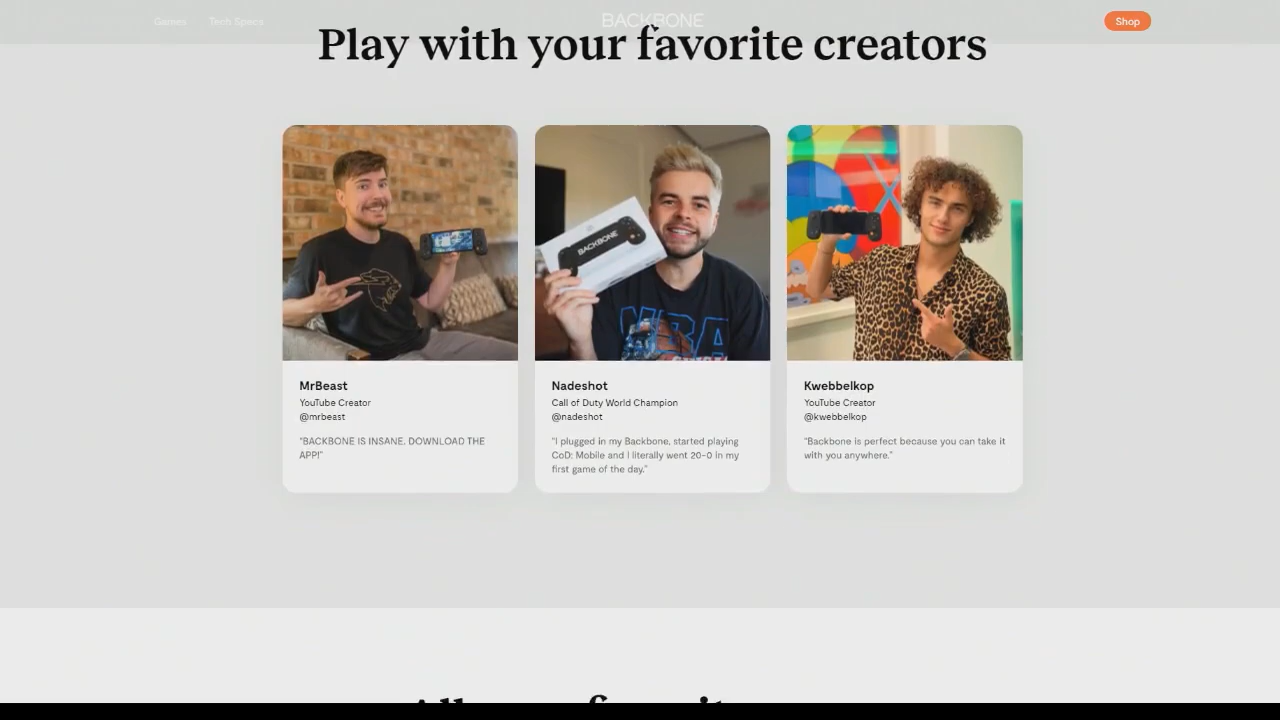 Games Tech Specs BACKBONE Shop
Play with your favorite creators
BACKBONE
NBA
MrBeast
YouTube Creator
@mrbeast
"BACKBONE IS INSANE. DOWNLOAD THE
APP!"
Nadeshot
Call of Duty World Champion
@nadeshot
"I plugged in my Backbone, started playing
CoD: Mobile and I literally went 20-0 in my
first game of the day."
Kwebbelkop
YouTube Creator
@kwebbelkop
"Backbone is perfect because you can take it
with you anywhere."